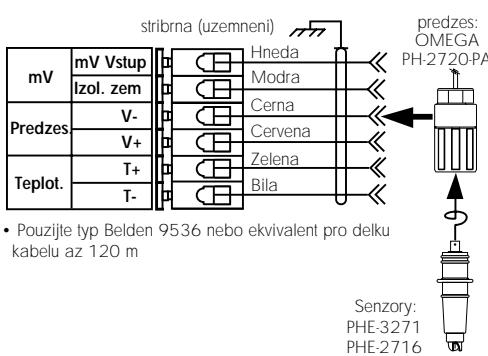 stribrna (uzemneni)
predzes:
OMEGA
PH-2720-PA
mV
mV Vstup
Hneda
Izol. zem
Modra
Predzes.
V-
Cerna
V+
Cervena
Teplot.
T+
Zelena
T-
Bila
• Pouzijte typ Belden 9536 nebo ekvivalent pro delku
kabelu az 120 m
Senzory:
PHE-3271
PHE-2716